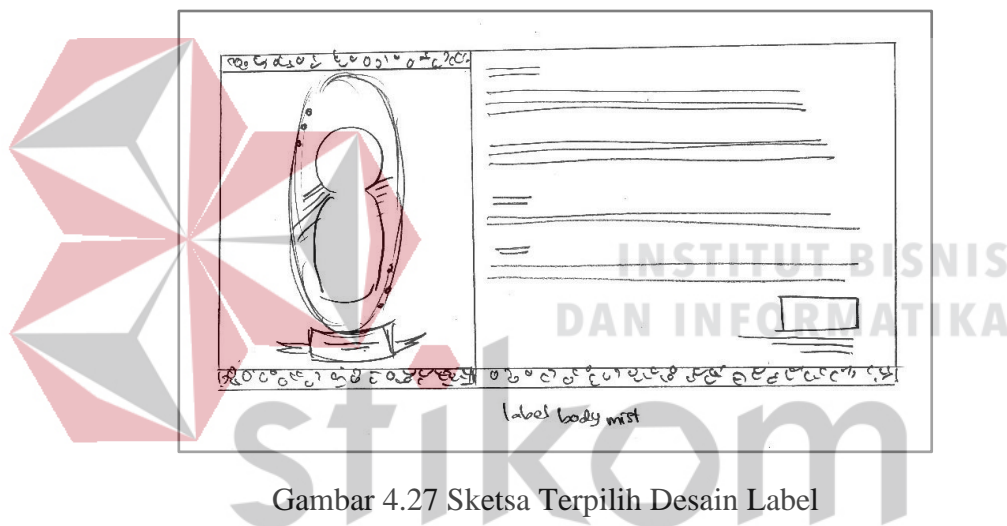 INSTITUT BISNIS
DAN INFORMATIKA
label body mist
stikom
Gambar 4.27 Sketsa Terpilih Desain Label